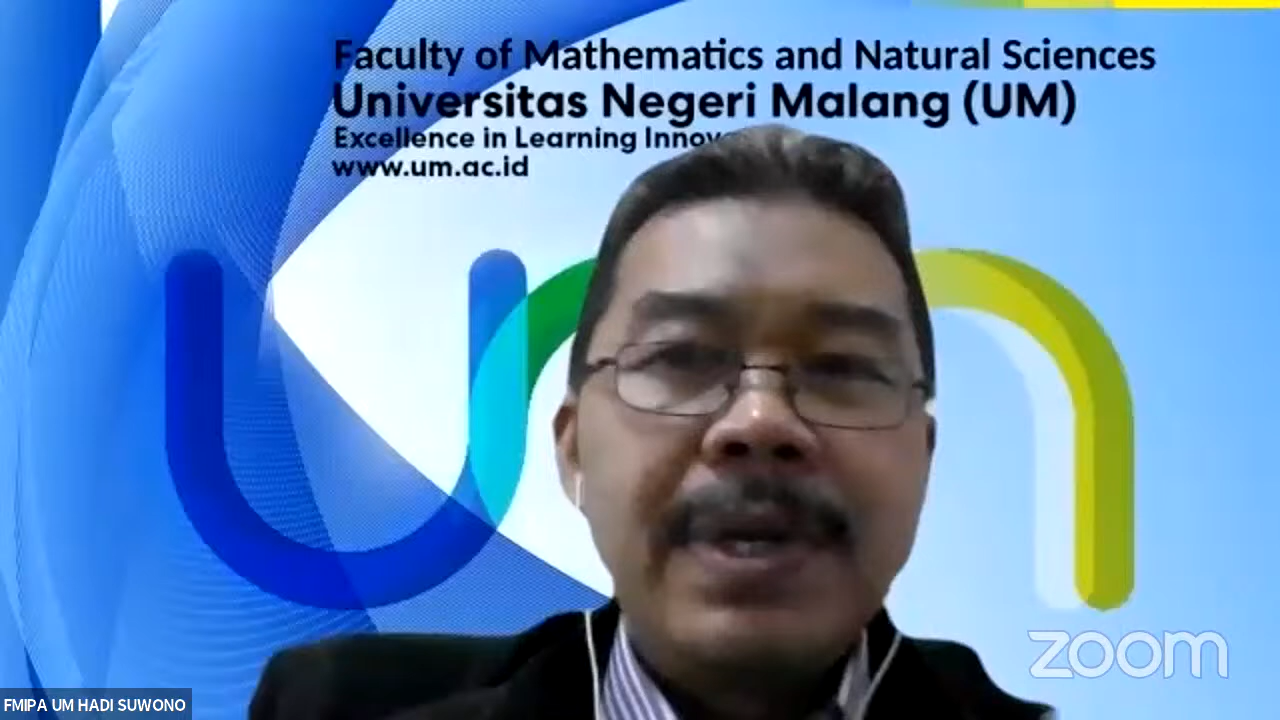 Faculty of Mathematics and Natural Sciences
Universitas Negeri Malang (UM)
Excellence in Learning
www.um.ac.id
um
zoom
FMIPA UM HADI SUWONO